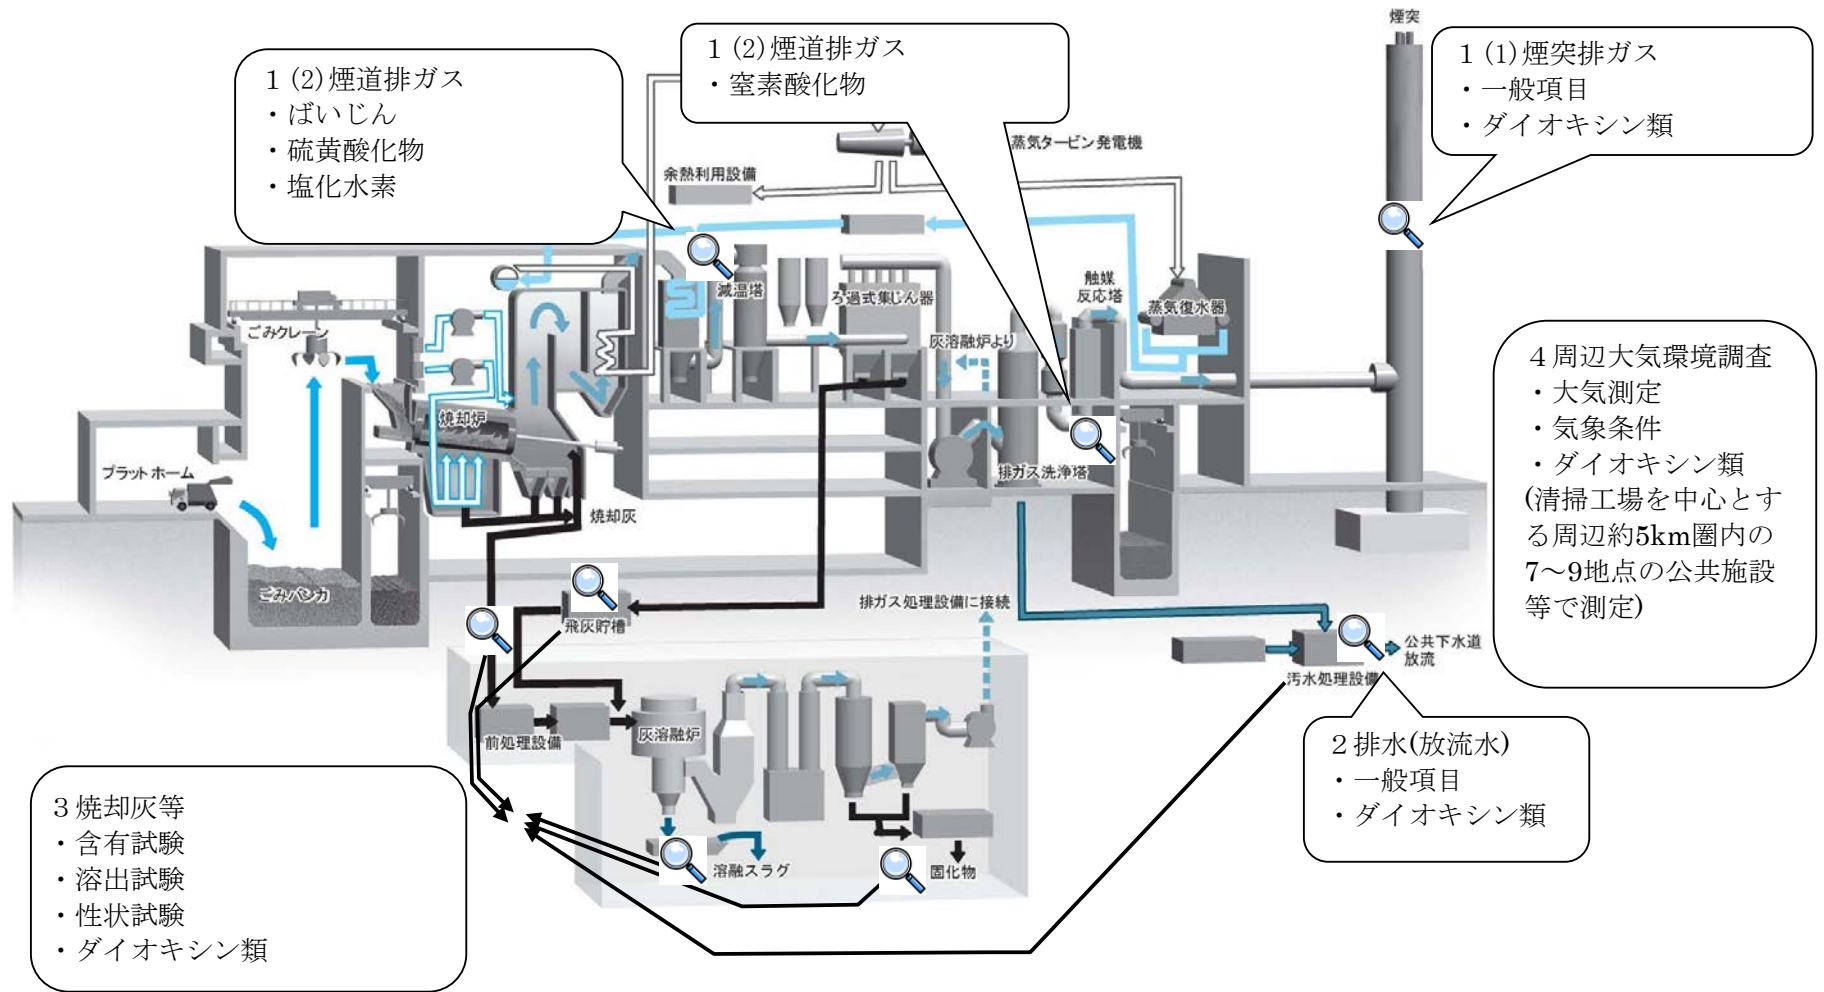 煙突
1(2)煙道排ガス
・ばいじん
・硫黄酸化物
・塩化水素
1(2)煙道排ガス
・窒素酸化物
1(1)煙突排ガス
・一般項目
・ダイオキシン類
蒸気タービン発電機
余熱利用設備
減温塔
ろ過式集じん器
触媒
反応塔
蒸気復水器
灰溶融炉より
ごみクレーン
焼却炉
プラットホーム
排ガス洗浄塔
焼却灰
ごみバンカ
4周辺大気環境調査
・大気測定
・気象条件
・ダイオキシン類
(清掃工場を中心とす
る周辺約5km圏内の
7～9地点の公共施設
等で測定)
飛灰貯槽
排ガス処理設備に接続
公共下水道
放流
汚水処理設備
前処理設備
灰溶融炉
溶融スラグ
固化物
2排水(放流水)
・一般項目
・ダイオキシン類
3焼却灰等
・含有試験
・溶出試験
・性状試験
・ダイオキシン類